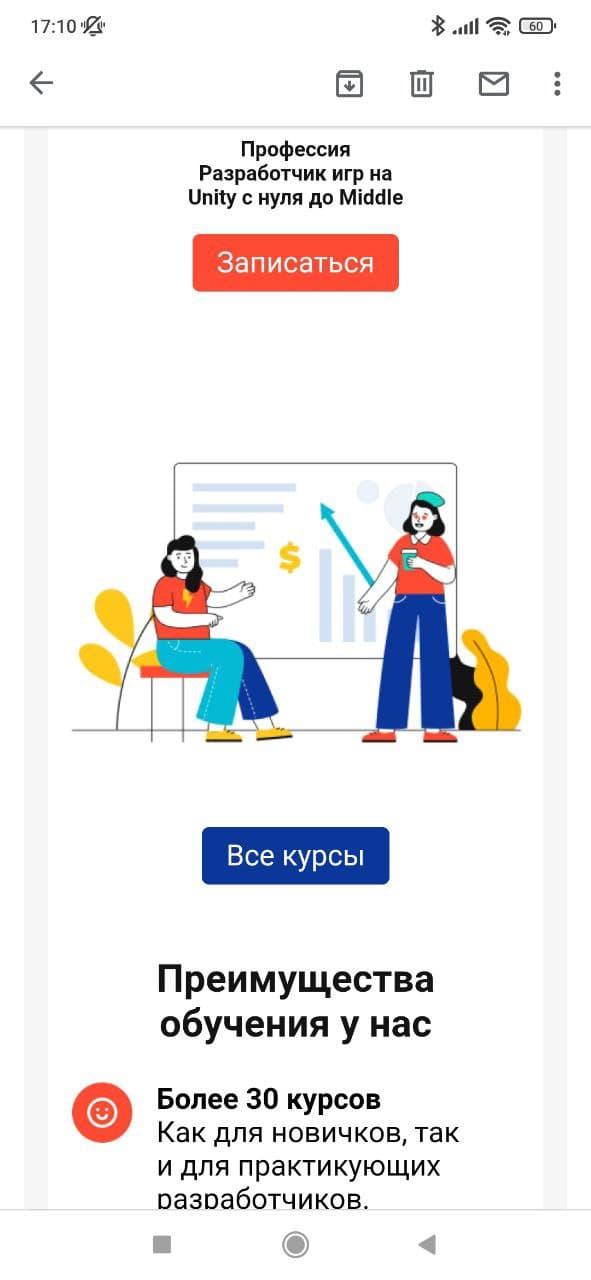 17:10
60
Профессия
Разработчик игр на
Unity с нуля до Middle
Записаться
$
Все курсы
Преимущества
обучения у нас
Более 30 курсов
Как для новичков, так
и для практикующих
разработчиков.